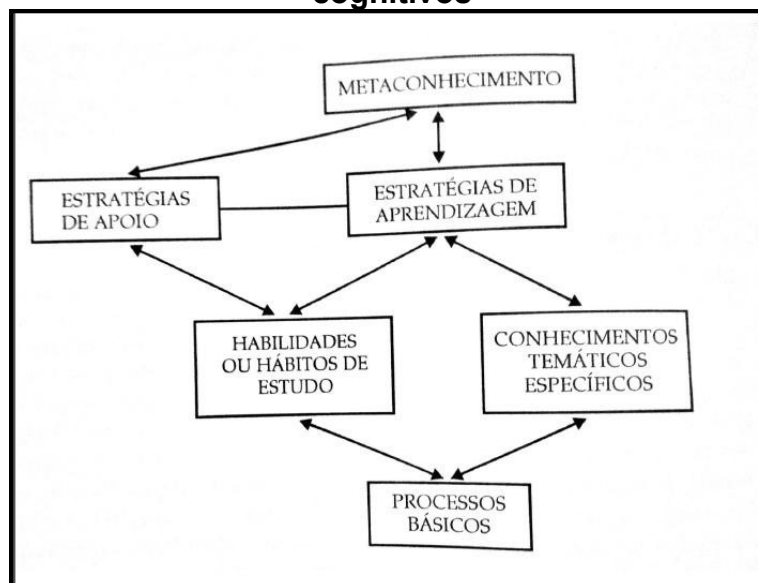 cognitivos
METACONHECIMENTO
ESTRATÉGIAS
DE APOIO
ESTRATÉGIAS DE
APRENDIZAGEM
HABILIDADES
OU HÁBITOS DE
ESTUDO
CONHECIMENTOS
TEMÁTICOS
ESPECÍFICOS
PROCESSOS
BÁSICOS